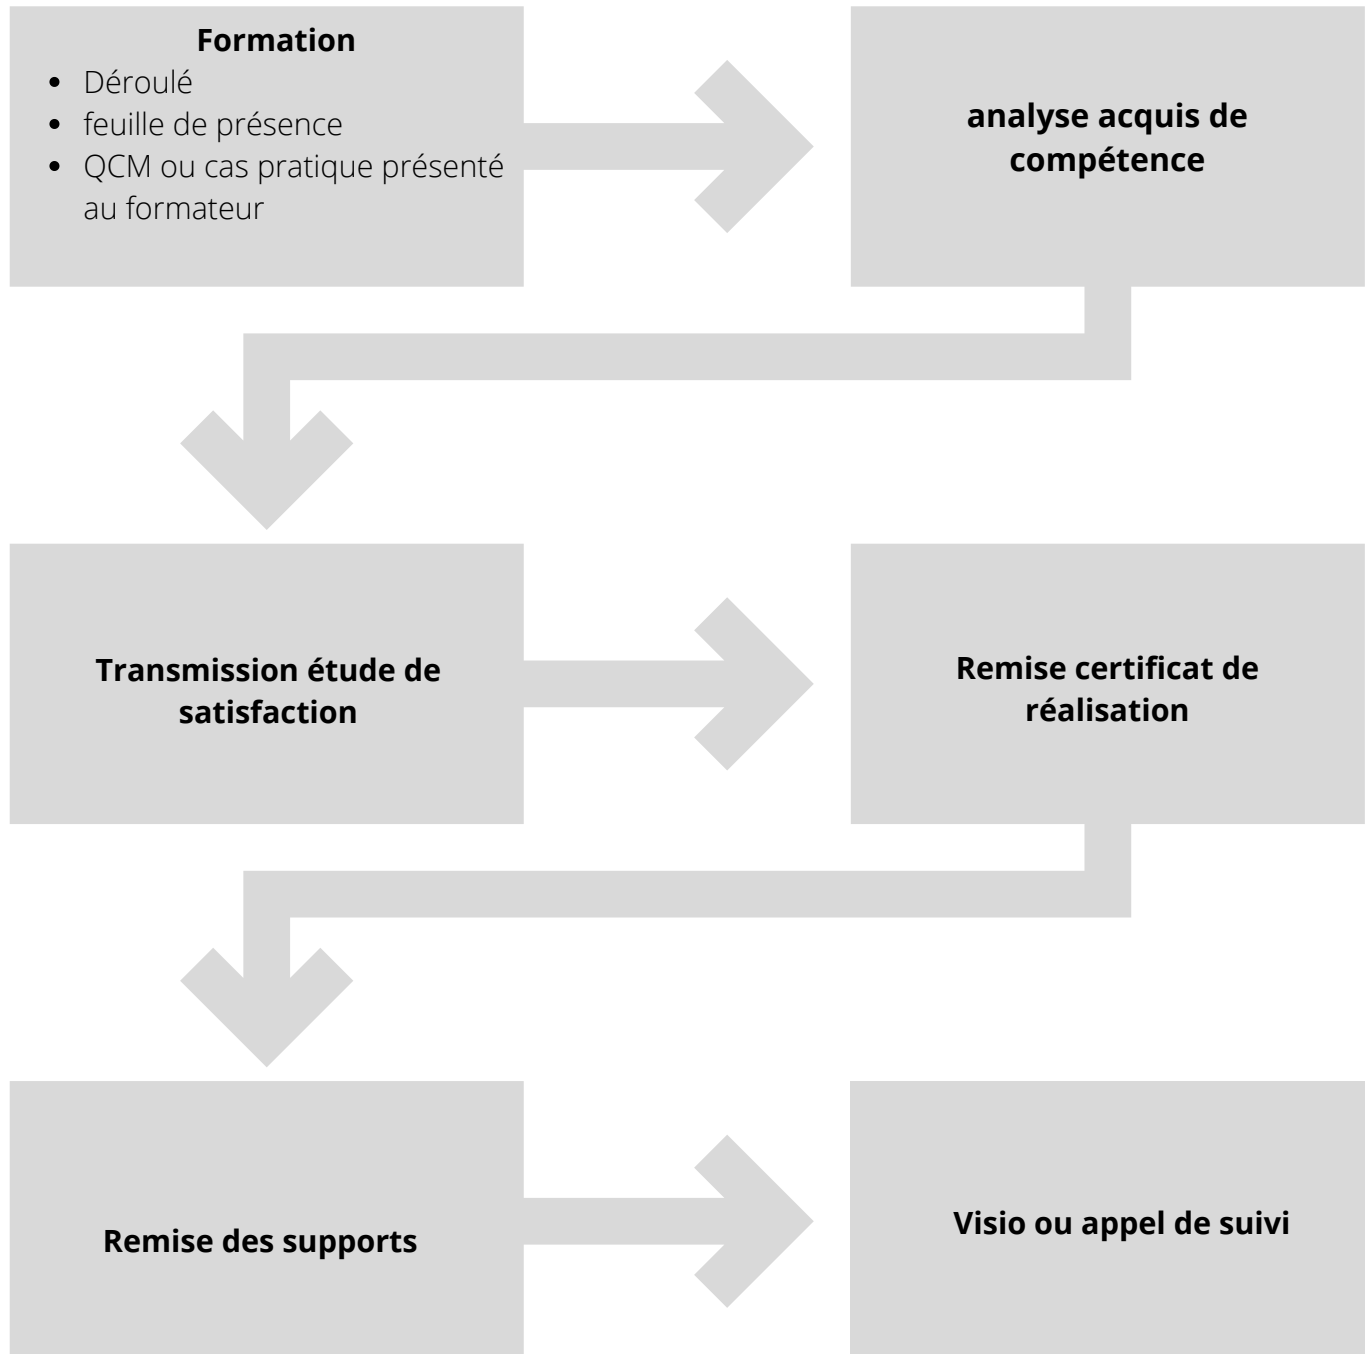 Formation
• Déroulé
• feuille de présence
• QCM ou cas pratique présenté
au formateur
analyse acquis de
compétence
Transmission étude de
satisfaction
Remise certificat de
réalisation
Remise des supports
Visio ou appel de suivi